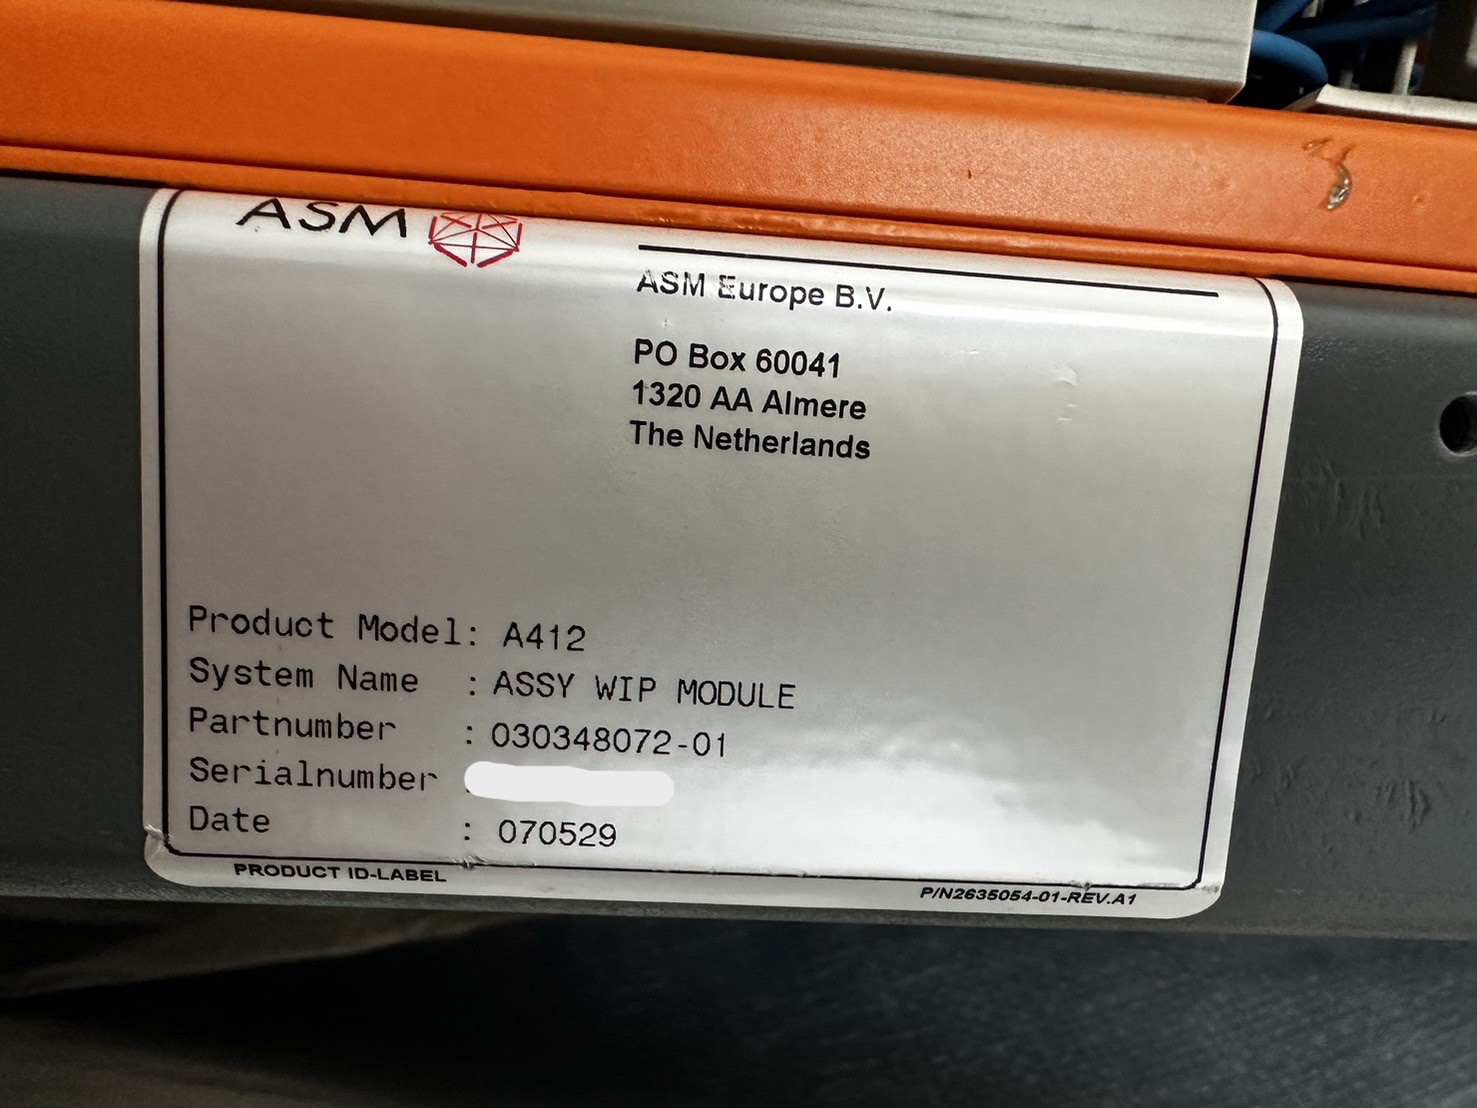 ASM
ASM Europe B.V.
PO Box 60041
1320 AA Almere
The Netherlands
Product Model: A412
System Name : ASSY WIP MODULE
Partnumber : 030348072-01
Serialnumber :
Date : 070529
PRODUCT ID-LABEL
P/N2635054-01-REV.A1